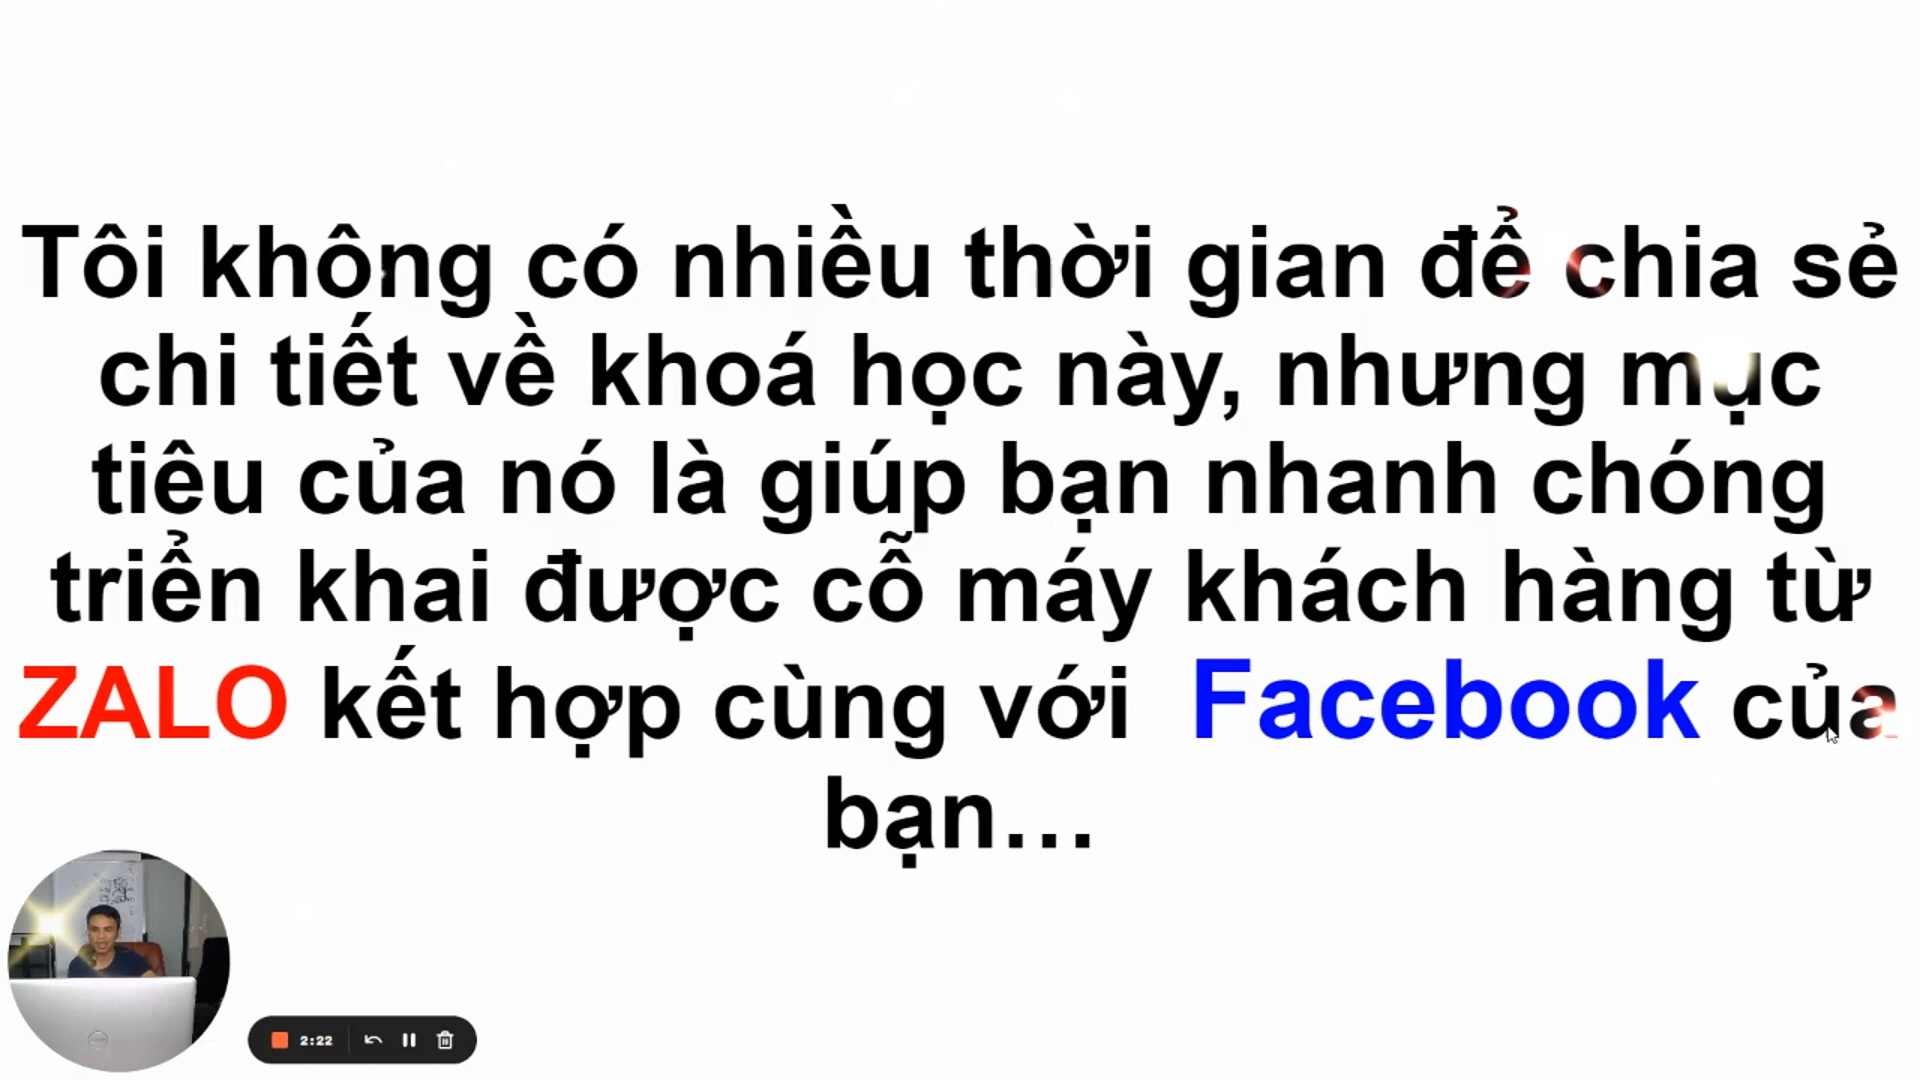 Tôi không có nhiều thời gian để chia sẻ
chi tiết về khoá học này, nhưng mục
tiêu của nó là giúp bạn nhanh chóng
triển khai được cỗ máy khách hàng từ
ZALO kết hợp cùng với Facebook của
bạn...
2:22